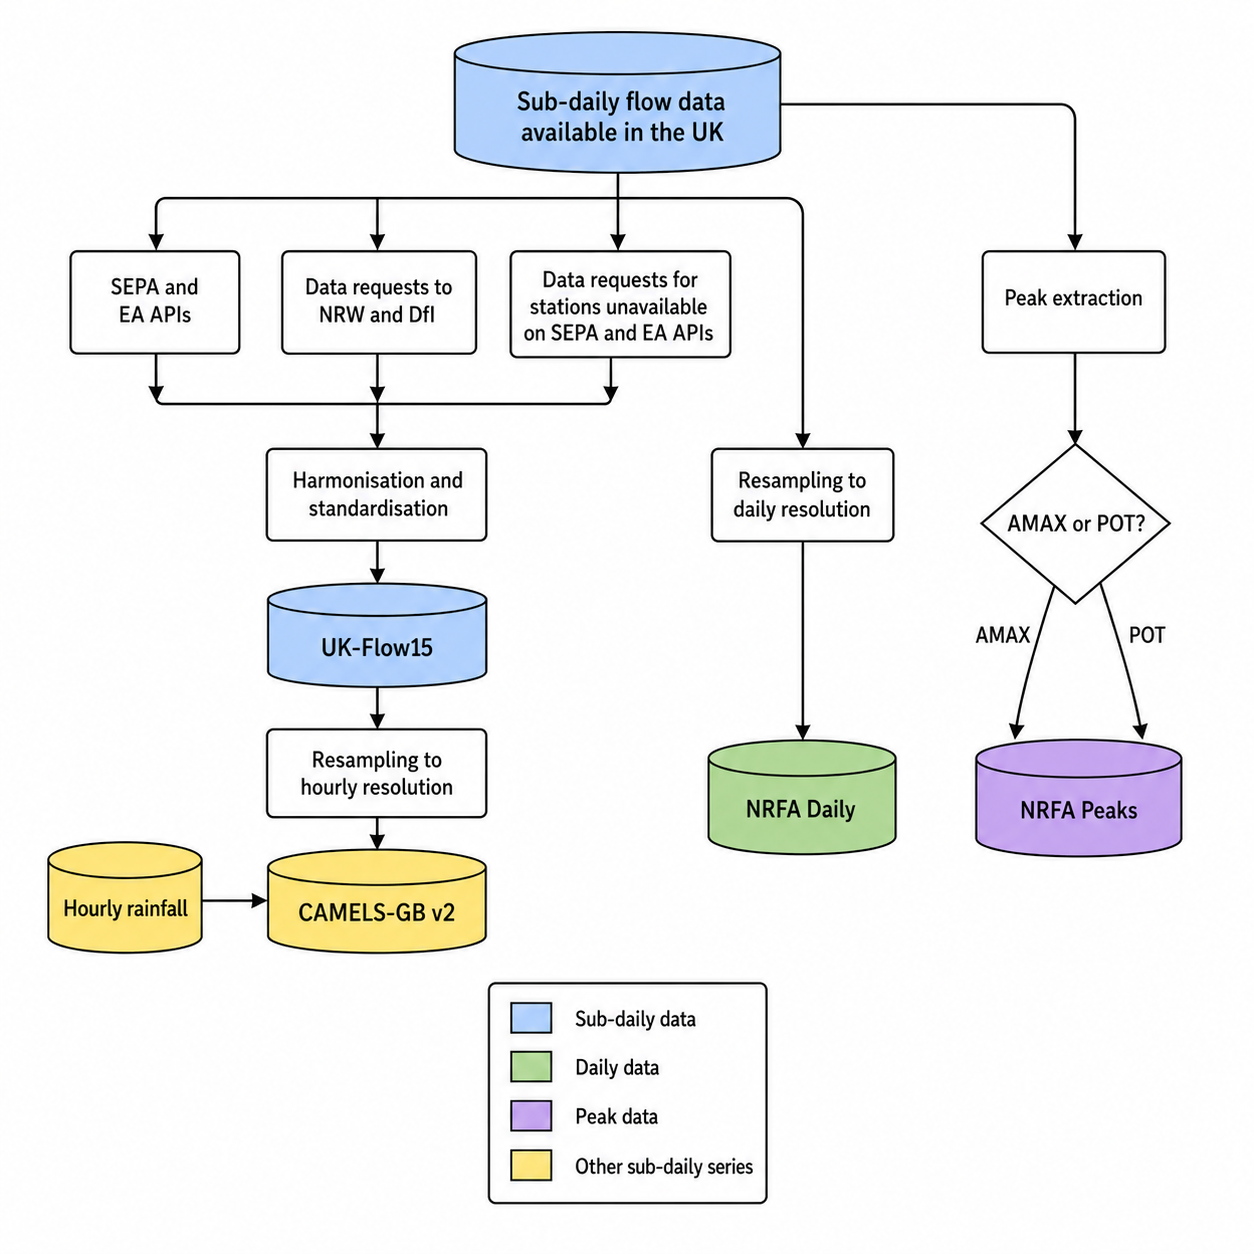 Sub-daily flow data
available in the UK
SEPA and
EA APIs
Data requests to
NRW and DfI
Data requests for
stations unavailable
on SEPA and EA APIs
Peak extraction
Harmonisation and
standardisation
Resampling to
daily resolution
AMAX or POT?
UK-Flow15
AMAX
POT
Resampling to
hourly resolution
NRFA Daily
NRFA Peaks
Hourly rainfall
CAMELS-GB v2
Sub-daily data
Daily data
Peak data
Other sub-daily series